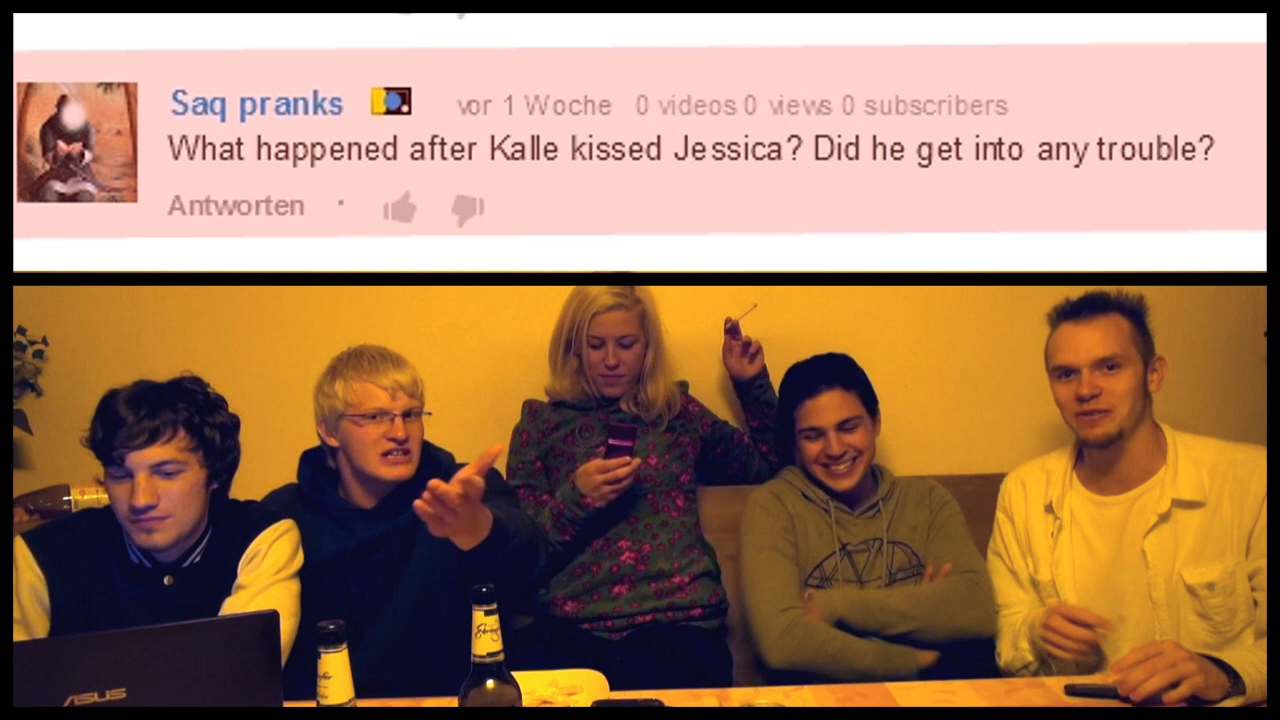 Saq pranks vor 1 Woche 0 videos 0 views 0 subscribers
What happened after Kalle kissed Jessica? Did he get into any trouble?
Antworten ·
ASUS